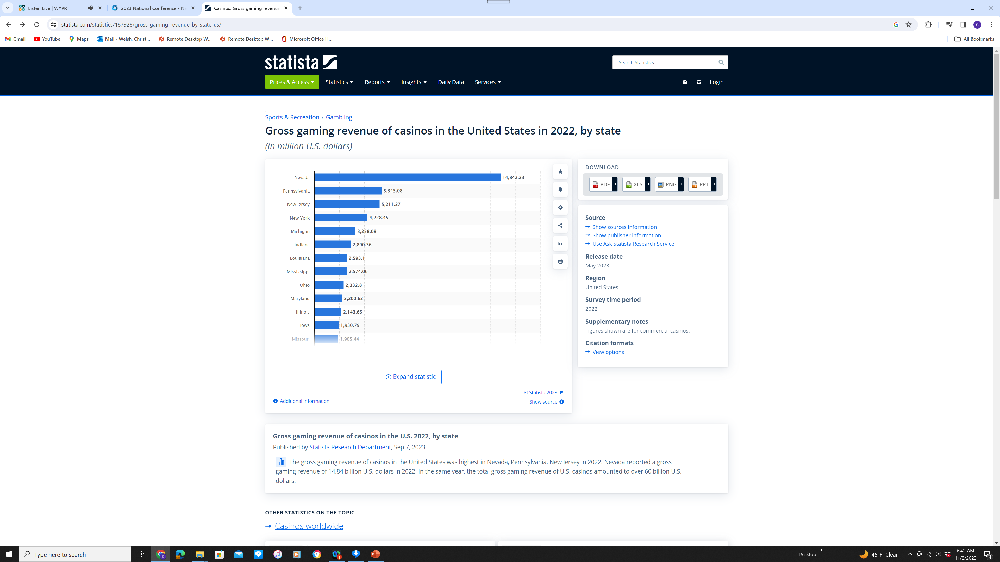 Listen Live | WYPR
2023 National Conference - Na
Casinos: Gross gaming revenue
statista.com/statistics/187926/gross-gaming-revenue-by-state-us/
C
Gmail
YouTube
Maps
Mail - Welsh, Christ...
Remote Desktop W...
Remote Desktop W...
Microsoft Office H...
All Bookmarks
statista
Search Statistics
Prices & Access
Statistics
Reports
Insights
Daily Data
Services
Login
Sports & Recreation › Gambling
Gross gaming revenue of casinos in the United States in 2022, by state
(in million U.S. dollars)
Nevada 14,842.23
Pennsylvania 5,343.08
New Jersey 5,211.27
New York 4,228.45
Michigan 3,258.08
Indiana 2,890.36
Louisiana 2,593.1
Mississippi 2,574.06
Ohio 2,332.8
Maryland 2,200.62
Illinois 2,143.65
Iowa 1,930.79
Missouri 1,905.44
Expand statistic
© Statista 2023
Additional Information
Show source
DOWNLOAD
PDF +
XLS +
PNG +
PPT +
Source
Show sources information
Show publisher information
Use Ask Statista Research Service
Release date
May 2023
Region
United States
Survey time period
2022
Supplementary notes
Figures shown are for commercial casinos.
Citation formats
View options
Gross gaming revenue of casinos in the U.S. 2022, by state
Published by Statista Research Department, Sep 7, 2023
The gross gaming revenue of casinos in the United States was highest in Nevada, Pennsylvania, New Jersey in 2022. Nevada reported a gross
gaming revenue of 14.84 billion U.S. dollars in 2022. In the same year, the total gross gaming revenue of U.S. casinos amounted to over 60 billion U.S.
dollars.
OTHER STATISTICS ON THE TOPIC
Casinos worldwide
Type here to search
C
1
P
Desktop
45°F Clear
6:42 AM
11/8/2023
4